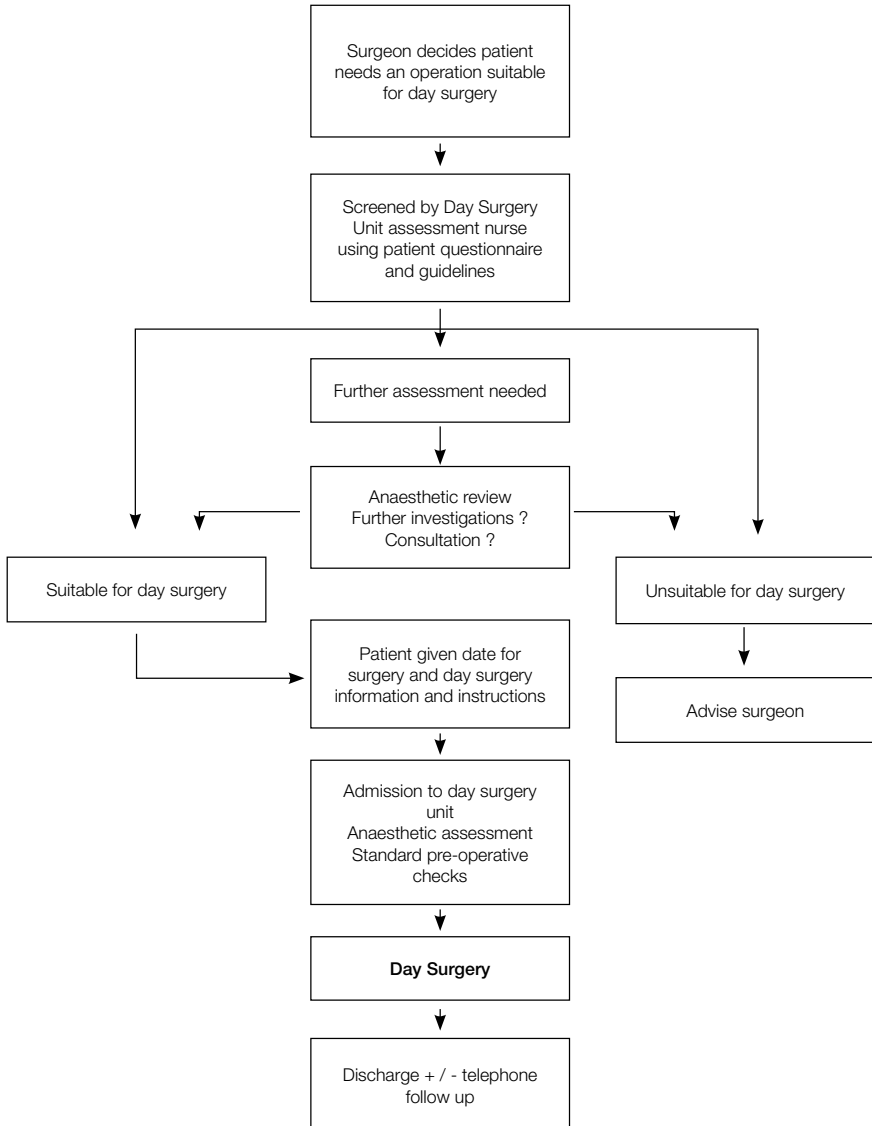 Surgeon decides patient
needs an operation suitable
for day surgery
Screened by Day Surgery
Unit assessment nurse
using patient questionnaire
and guidelines
Further assessment needed
Anaesthetic review
Further investigations ?
Consultation ?
Suitable for day surgery
Unsuitable for day surgery
Patient given date for
surgery and day surgery
information and instructions
Advise surgeon
Admission to day surgery
unit
Anaesthetic assessment
Standard pre-operative
checks
Day Surgery
Discharge + / - telephone
follow up